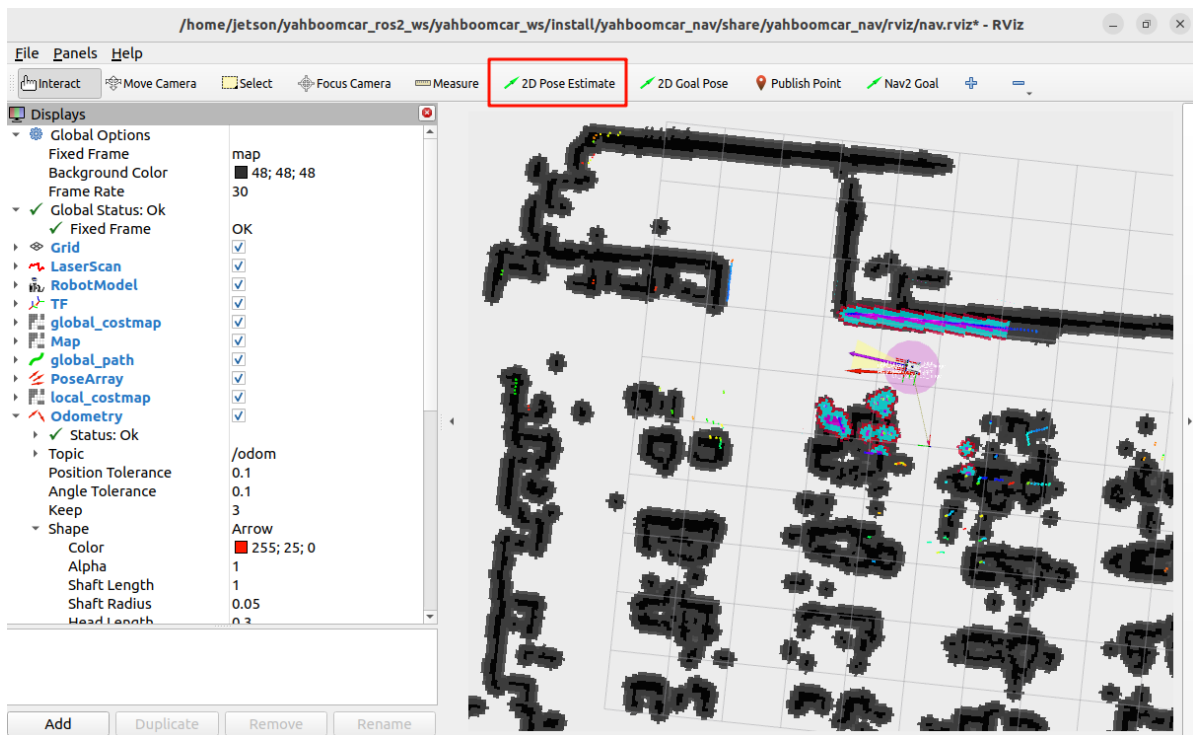 /home/jetson/yahboomcar_ros2_ws/yahboomcar_ws/install/yahboomcar_nav/share/yahboomcar_nav/rviz/nav.rviz* - RViz
File Panels Help
Interact Move Camera Select Focus Camera Measure 2D Pose Estimate 2D Goal Pose Publish Point Nav2 Goal
Displays
Global Options
Fixed Frame map
Background Color 48; 48; 48
Frame Rate 30
Global Status: Ok
Fixed Frame OK
Grid
LaserScan
RobotModel
TF
global_costmap
Map
global_path
PoseArray
local_costmap
Odometry
Status: Ok
Topic /odom
Position Tolerance 0.1
Angle Tolerance 0.1
Keep 3
Shape Arrow
Color 255; 25; 0
Alpha 1
Shaft Length 1
Shaft Radius 0.05
Head Length 0.3
Add Duplicate Remove Rename